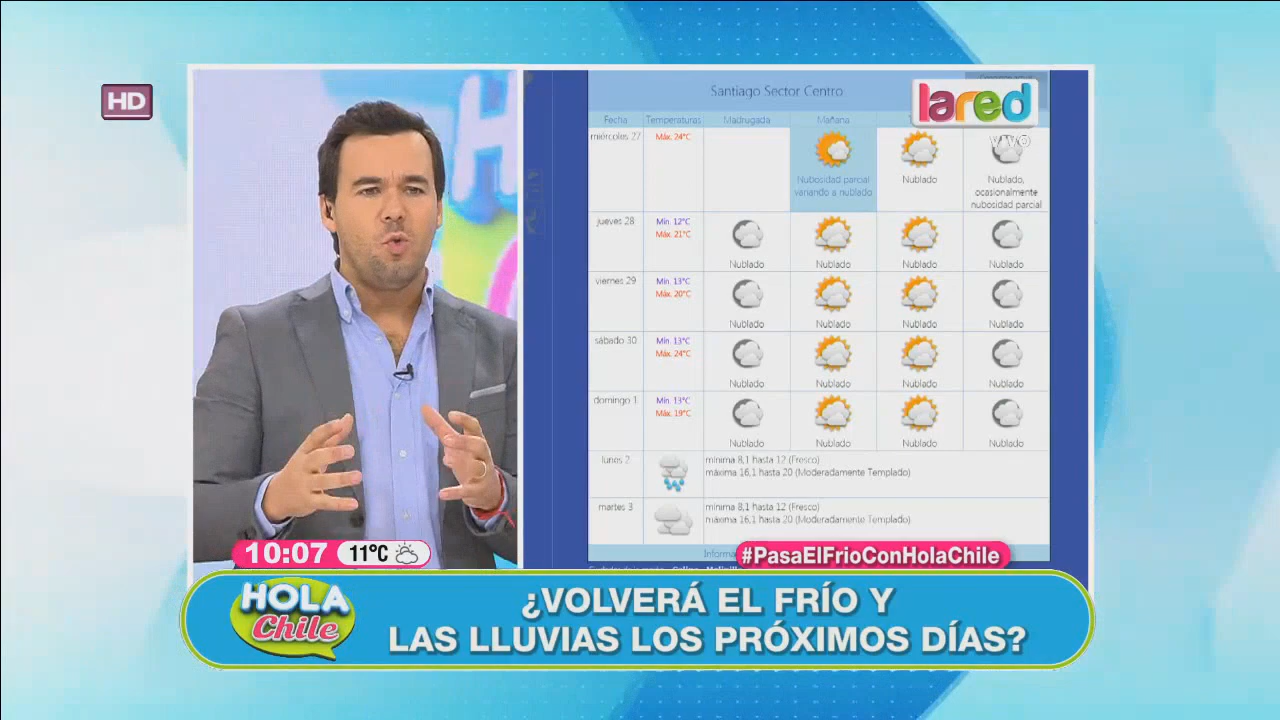 HD
Santiago Sector Centro
lared
VIVO
Fecha Temperaturas Madrugada Mañana
miércoles 27 Máx. 24°C
Nubosidad parcial variando a nublado
Nublado
Nublado, ocasionalmente nubosidad parcial
jueves 28 Mín. 12°C Máx. 21°C
Nublado Nublado Nublado Nublado
viernes 29 Mín. 13°C Máx. 20°C
Nublado Nublado Nublado Nublado
sábado 30 Mín. 13°C Máx. 24°C
Nublado Nublado Nublado Nublado
domingo 1 Mín. 13°C Máx. 19°C
Nublado Nublado Nublado Nublado
lunes 2 mínima 8,1 hasta 12 (Fresco)
máxima 16,1 hasta 20 (Moderadamente Templado)
martes 3 mínima 8,1 hasta 12 (Fresco)
máxima 16,1 hasta 20 (Moderadamente Templado)
10:07 11°C
#PasaElFrioConHolaChile
HOLA
Chile
¿VOLVERÁ EL FRÍO Y
LAS LLUVIAS LOS PRÓXIMOS DÍAS?